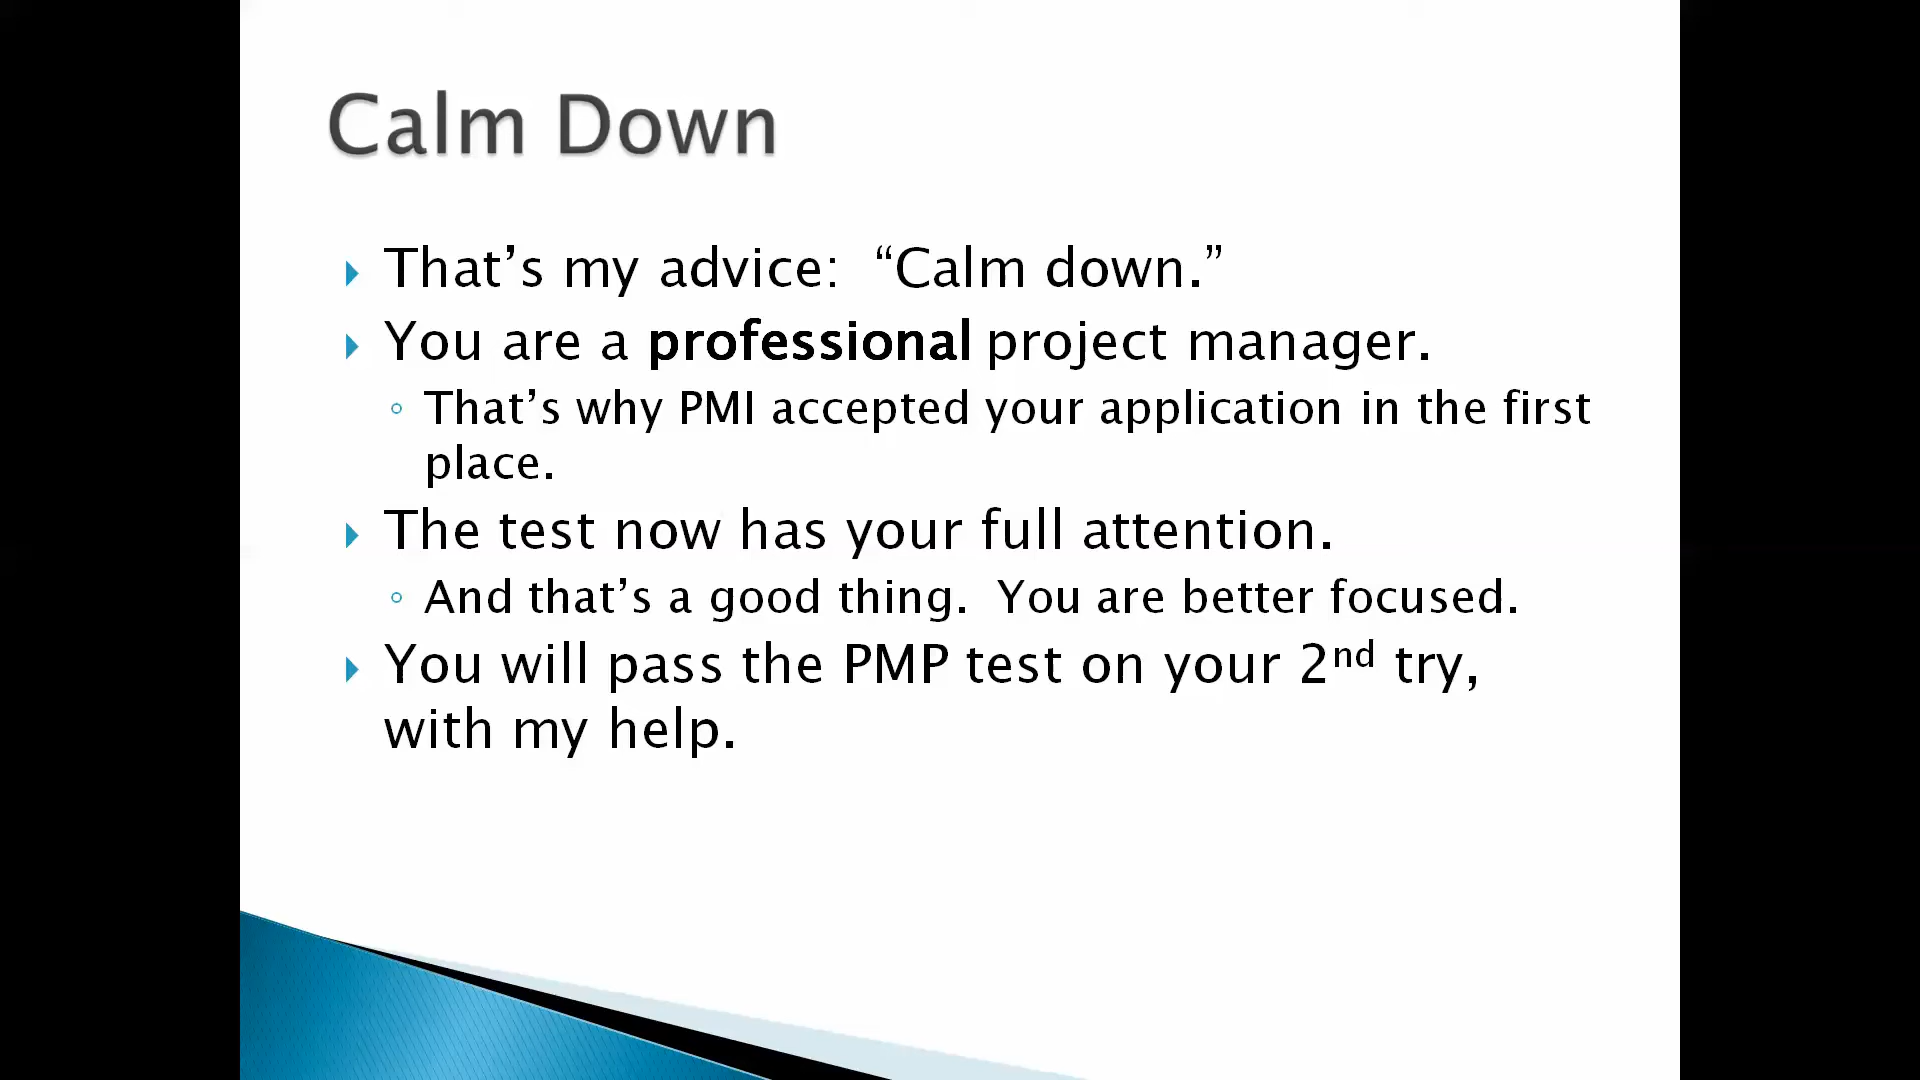 Calm Down
That’s my advice:  “Calm down.”
You are a professional project manager.
That’s why PMI accepted your application in the first
place.
The test now has your full attention.
And that’s a good thing.  You are better focused.
You will pass the PMP test on your 2nd try,
with my help.